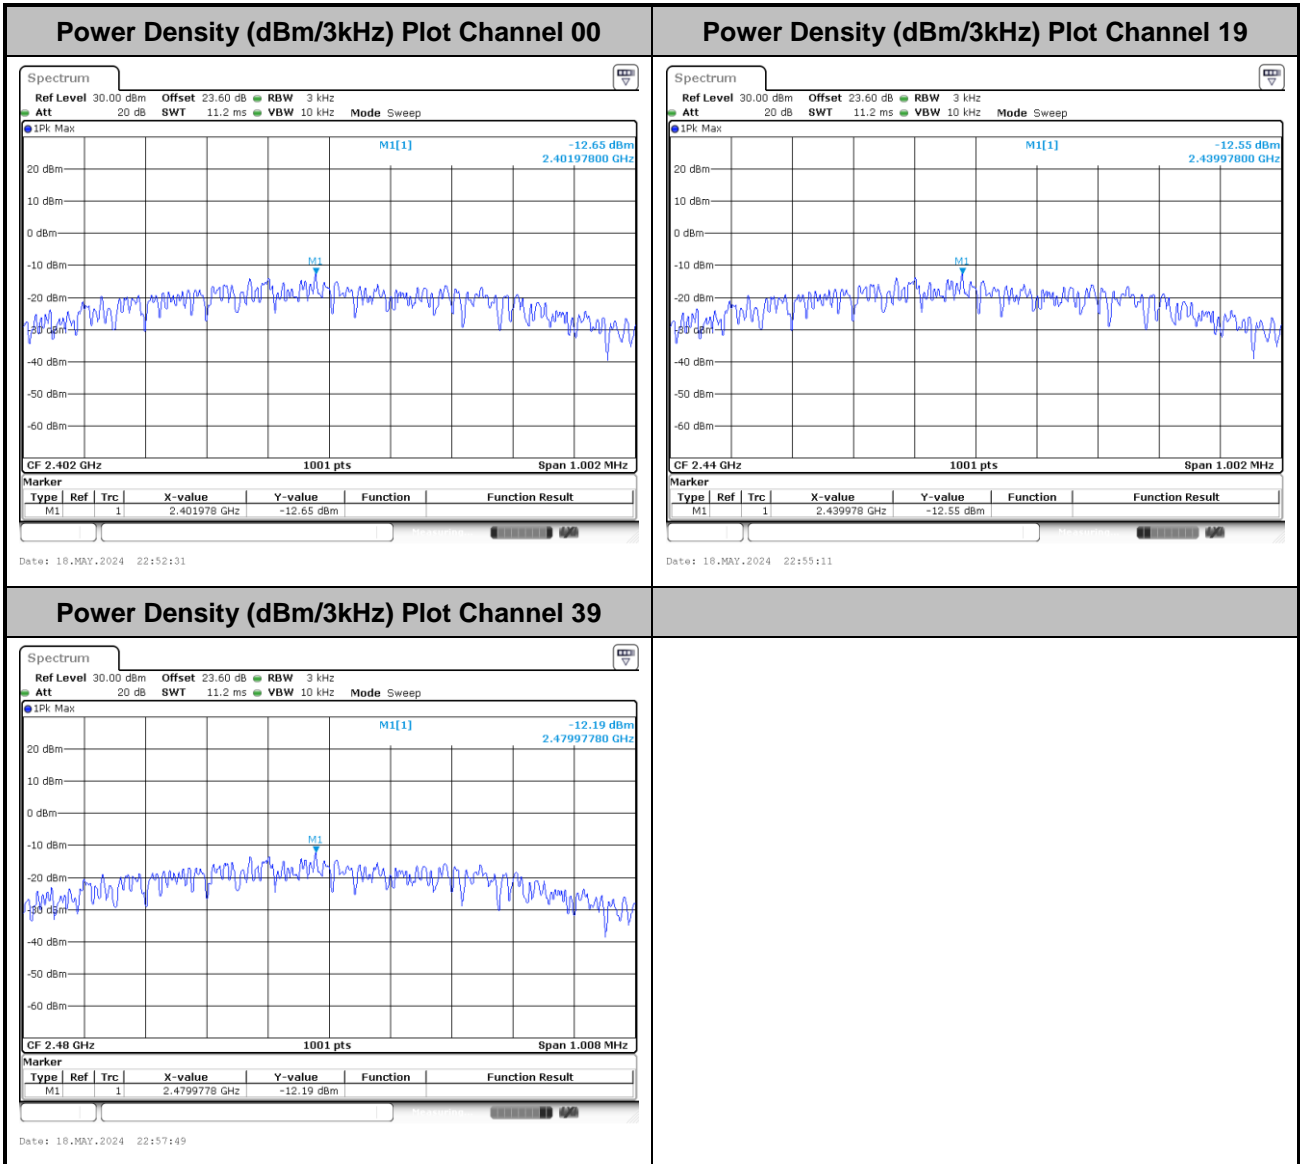 Power Density (dBm/3kHz) Plot Channel 00
Spectrum
Ref Level 30.00 dBm Offset 23.60 dB RBW 3 kHz
Att 20 dB SWT 11.2 ms VBW 10 kHz Mode Sweep
1Pk Max
M1[1] -12.65 dBm
2.40197800 GHz
20 dBm
10 dBm
0 dBm
M1
-10 dBm
-20 dBm
-30 dBm
-40 dBm
-50 dBm
-60 dBm
CF 2.402 GHz 1001 pts Span 1.002 MHz
Marker
Type Ref Trc X-value Y-value Function Function Result
M1 1 2.401978 GHz -12.65 dBm
Measuring
Date: 18.MAY.2024 22:52:31
Power Density (dBm/3kHz) Plot Channel 19
Spectrum
Ref Level 30.00 dBm Offset 23.60 dB RBW 3 kHz
Att 20 dB SWT 11.2 ms VBW 10 kHz Mode Sweep
1Pk Max
M1[1] -12.55 dBm
2.43997800 GHz
20 dBm
10 dBm
0 dBm
M1
-10 dBm
-20 dBm
-30 dBm
-40 dBm
-50 dBm
-60 dBm
CF 2.44 GHz 1001 pts Span 1.002 MHz
Marker
Type Ref Trc X-value Y-value Function Function Result
M1 1 2.439978 GHz -12.55 dBm
Measuring
Date: 18.MAY.2024 22:55:11
Power Density (dBm/3kHz) Plot Channel 39
Spectrum
Ref Level 30.00 dBm Offset 23.60 dB RBW 3 kHz
Att 20 dB SWT 11.2 ms VBW 10 kHz Mode Sweep
1Pk Max
M1[1] -12.19 dBm
2.47997780 GHz
20 dBm
10 dBm
0 dBm
M1
-10 dBm
-20 dBm
-30 dBm
-40 dBm
-50 dBm
-60 dBm
CF 2.48 GHz 1001 pts Span 1.008 MHz
Marker
Type Ref Trc X-value Y-value Function Function Result
M1 1 2.4799778 GHz -12.19 dBm
Measuring
Date: 18.MAY.2024 22:57:49